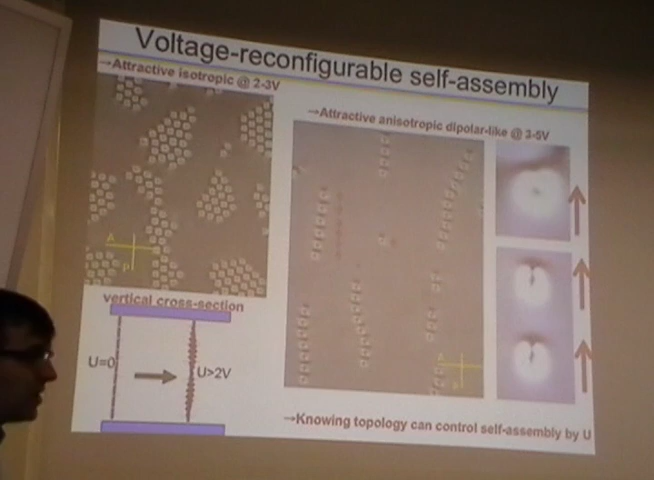 Voltage-reconfigurable self-assembly
→Attractive isotropic @ 2-3V
→Attractive anisotropic dipolar-like @ 3-5V
A
P
vertical cross-section
U=0
U>2V
A
→Knowing topology can control self-assembly by U